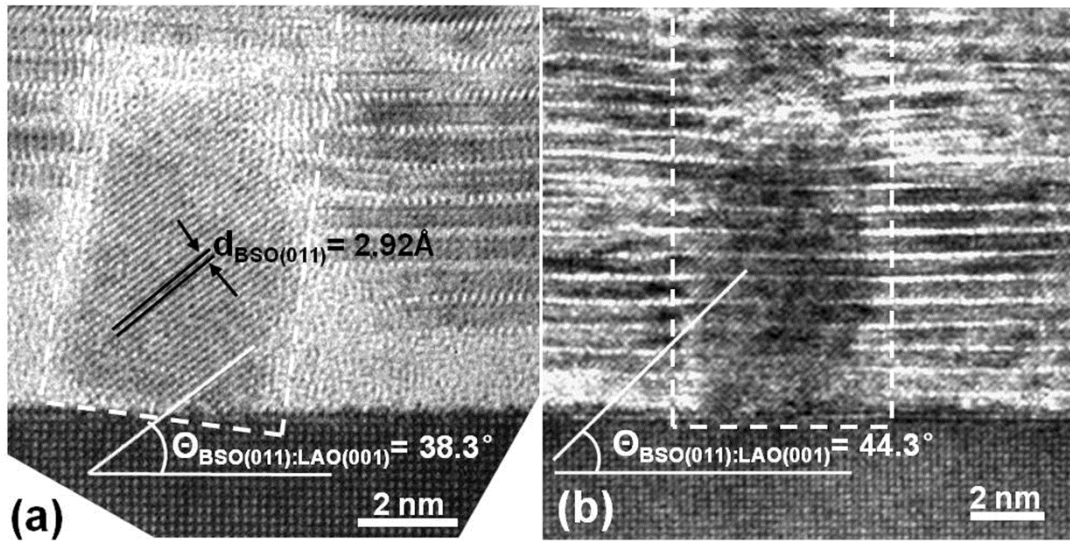 d_BSO(011) = 2.92Å
Θ_BSO(011):LAO(001) = 38.3°
2 nm
(a)
Θ_BSO(011):LAO(001) = 44.3°
2 nm
(b)